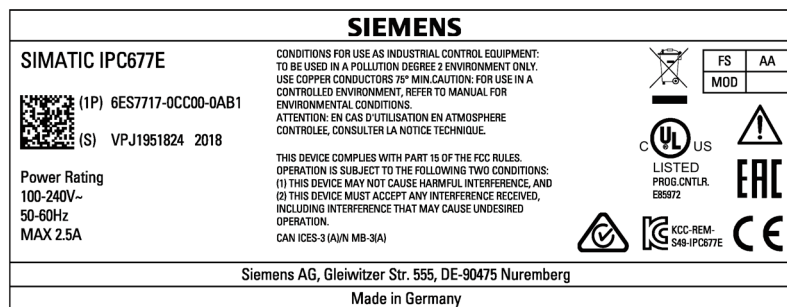 SIEMENS
SIMATIC IPC677E
(1P) 6ES7717-0CC00-0AB1
(S) VPJ1951824 2018
Power Rating
100-240V~
50-60Hz
MAX 2.5A
CONDITIONS FOR USE AS INDUSTRIAL CONTROL EQUIPMENT:
TO BE USED IN A POLLUTION DEGREE 2 ENVIRONMENT ONLY.
USE COPPER CONDUCTORS 75° MIN.CAUTION: FOR USE IN A
CONTROLLED ENVIRONMENT, REFER TO MANUAL FOR
ENVIRONMENTAL CONDITIONS.
ATTENTION: EN CAS D'UTILISATION EN ATMOSPHERE
CONTROLEE, CONSULTER LA NOTICE TECHNIQUE.
THIS DEVICE COMPLIES WITH PART 15 OF THE FCC RULES.
OPERATION IS SUBJECT TO THE FOLLOWING TWO CONDITIONS:
(1) THIS DEVICE MAY NOT CAUSE HARMFUL INTERFERENCE, AND
(2) THIS DEVICE MUST ACCEPT ANY INTERFERENCE RECEIVED,
INCLUDING INTERFERENCE THAT MAY CAUSE UNDESIRED
OPERATION.
CAN ICES-3 (A)/N MB-3(A)
FS AA
MOD
C UL US
LISTED
PROG.CNTLR.
E85972
EAC
KCC-REM-
S49-IPC677E
CE
Siemens AG, Gleiwitzer Str. 555, DE-90475 Nuremberg
Made in Germany